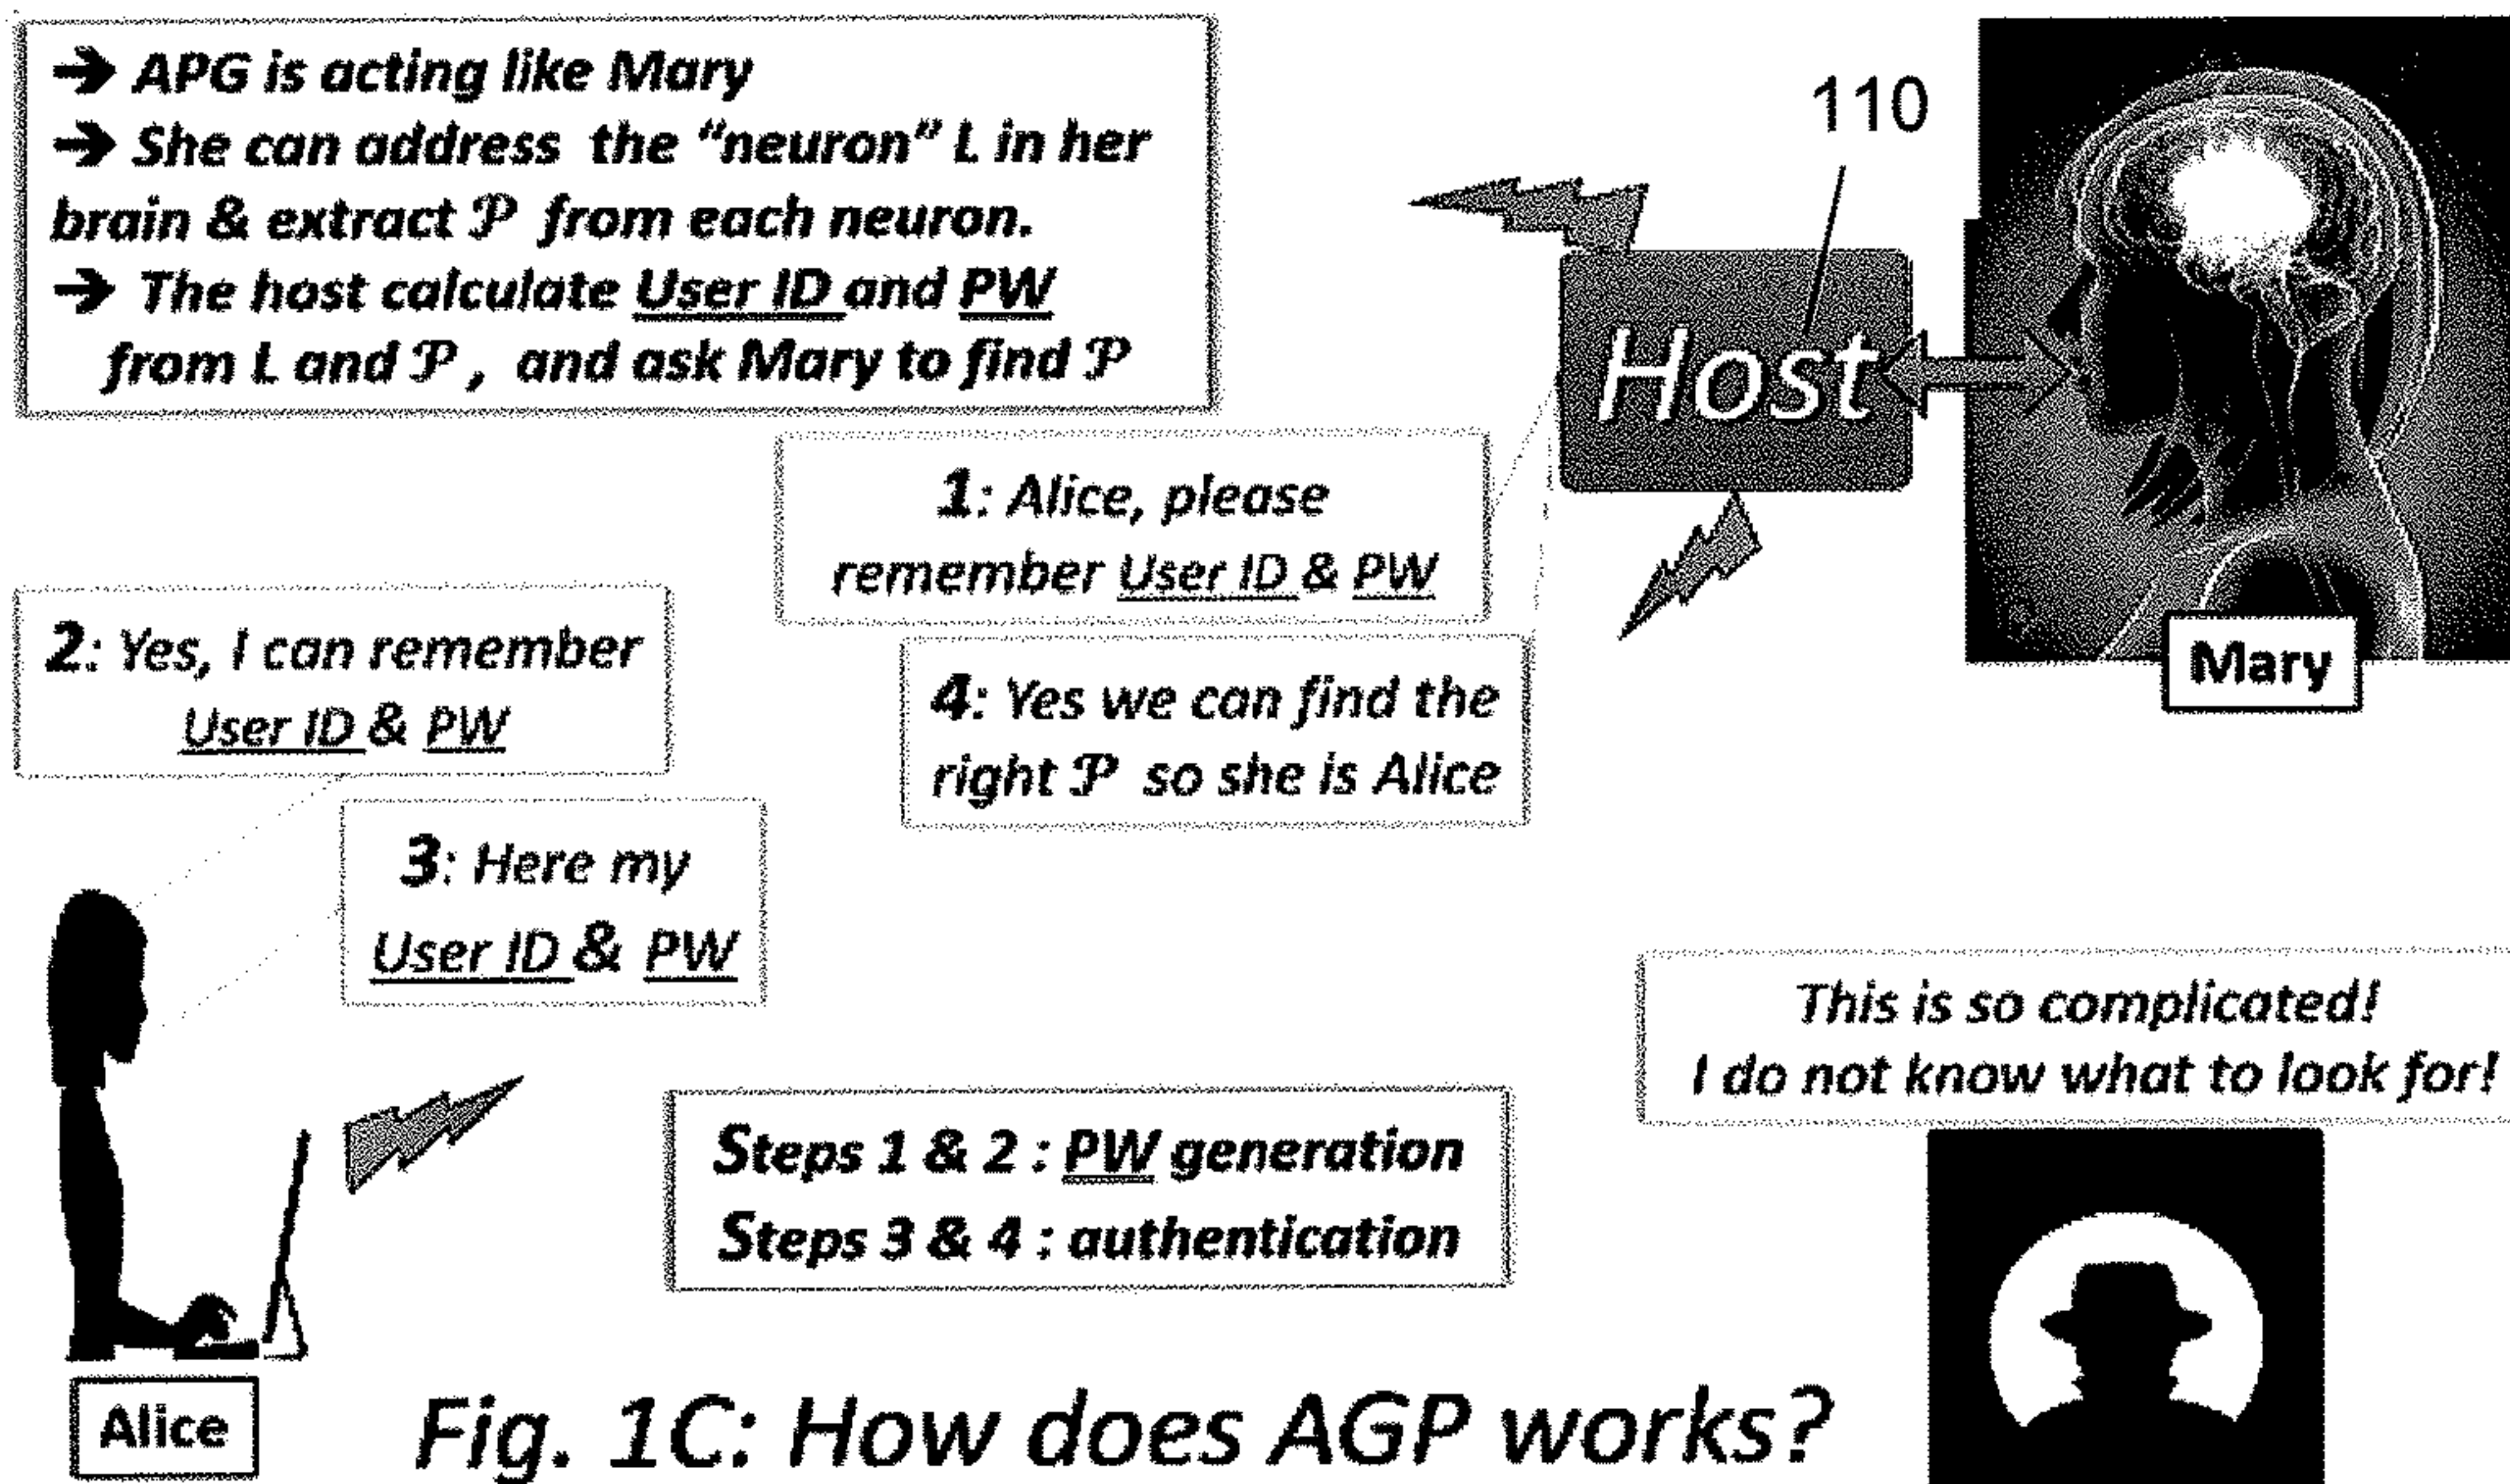 ➔ APG is acting like Mary
➔ She can address the “neuron” L in her
brain & extract 𝒫 from each neuron.
➔ The host calculate User ID and PW
from L and 𝒫 , and ask Mary to find 𝒫
110
Host
Mary
1: Alice, please
remember User ID & PW
2: Yes, I can remember
User ID & PW
4: Yes we can find the
right 𝒫 so she is Alice
3: Here my
User ID & PW
This is so complicated!
I do not know what to look for!
Steps 1 & 2 : PW generation
Steps 3 & 4 : authentication
Alice
Fig. 1C: How does AGP works?